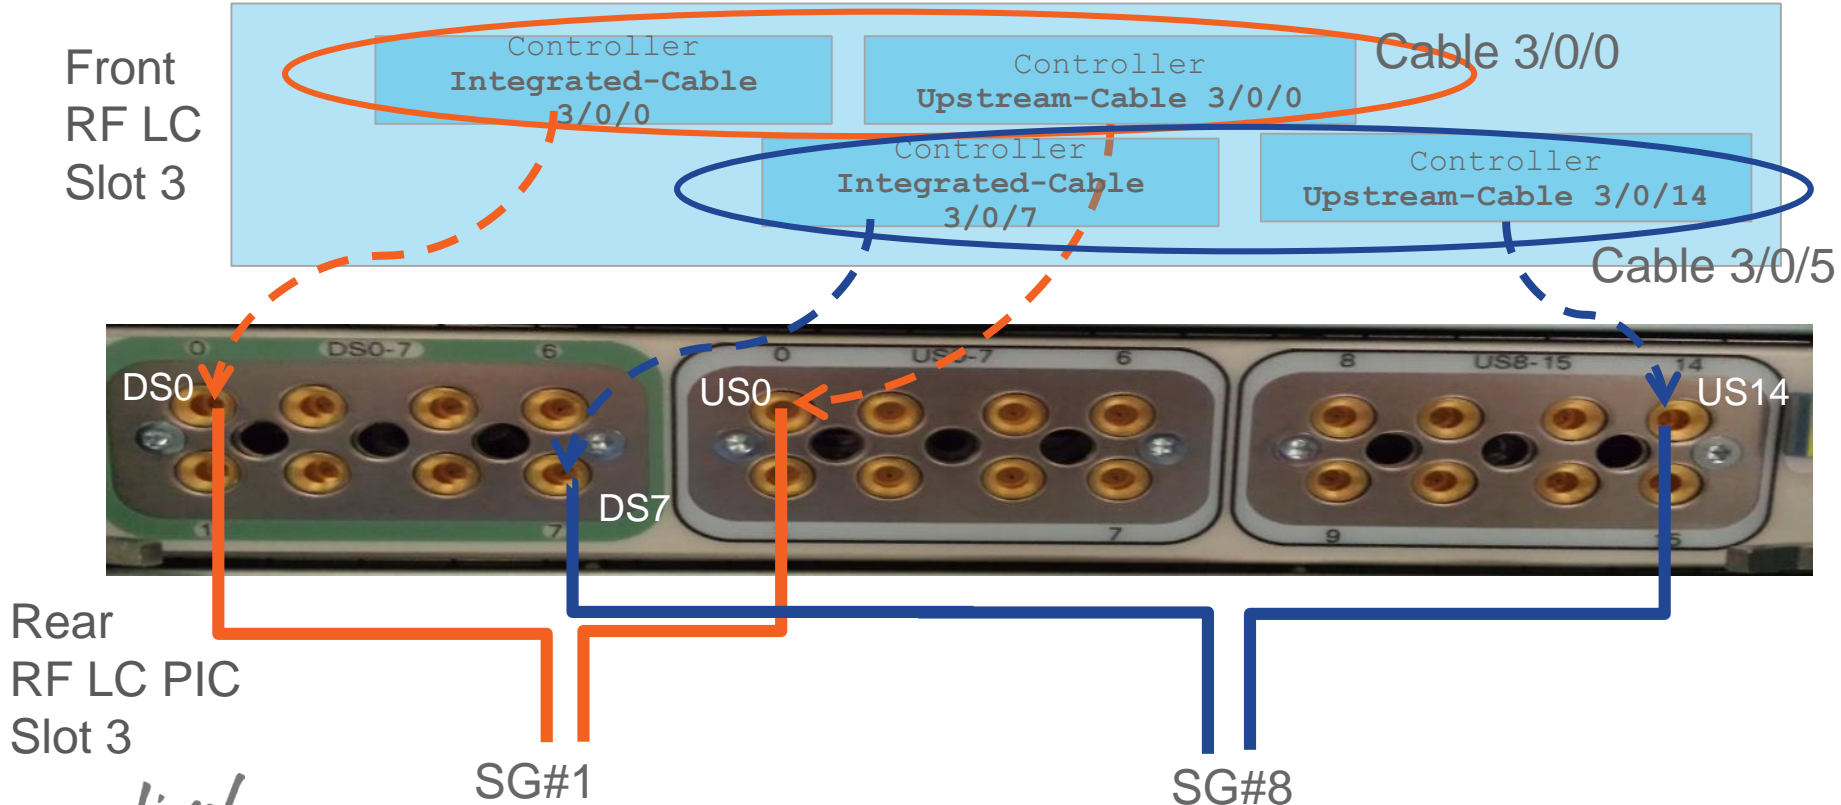 Front
RF LC
Slot 3
Controller
Integrated-Cable
3/0/0
Controller
Upstream-Cable 3/0/0
Cable 3/0/0
Controller
Integrated-Cable
3/0/7
Controller
Upstream-Cable 3/0/14
Cable 3/0/5
0 DS0-7 6
DS0
1 7
DS7
0 US0-7 6
US0
7
8 US8-15 14
US14
9 15
Rear
RF LC PIC
Slot 3
SG#1
SG#8